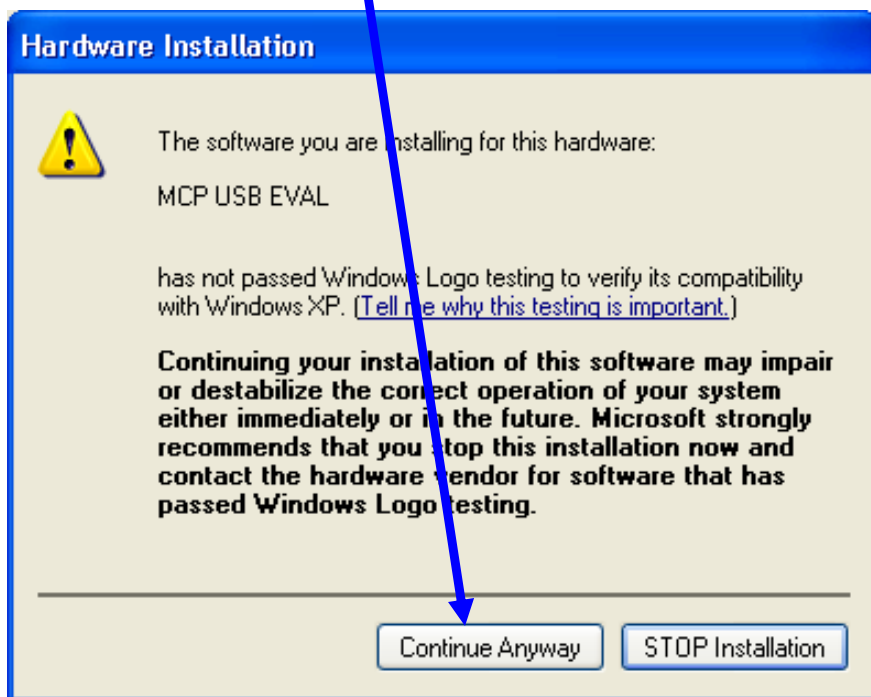 Hardware Installation
The software you are installing for this hardware:
MCP USB EVAL
has not passed Windows Logo testing to verify its compatibility
with Windows XP. (Tell me why this testing is important.)
Continuing your installation of this software may impair
or destabilize the correct operation of your system
either immediately or in the future. Microsoft strongly
recommends that you stop this installation now and
contact the hardware vendor for software that has
passed Windows Logo testing.
Continue Anyway
STOP Installation